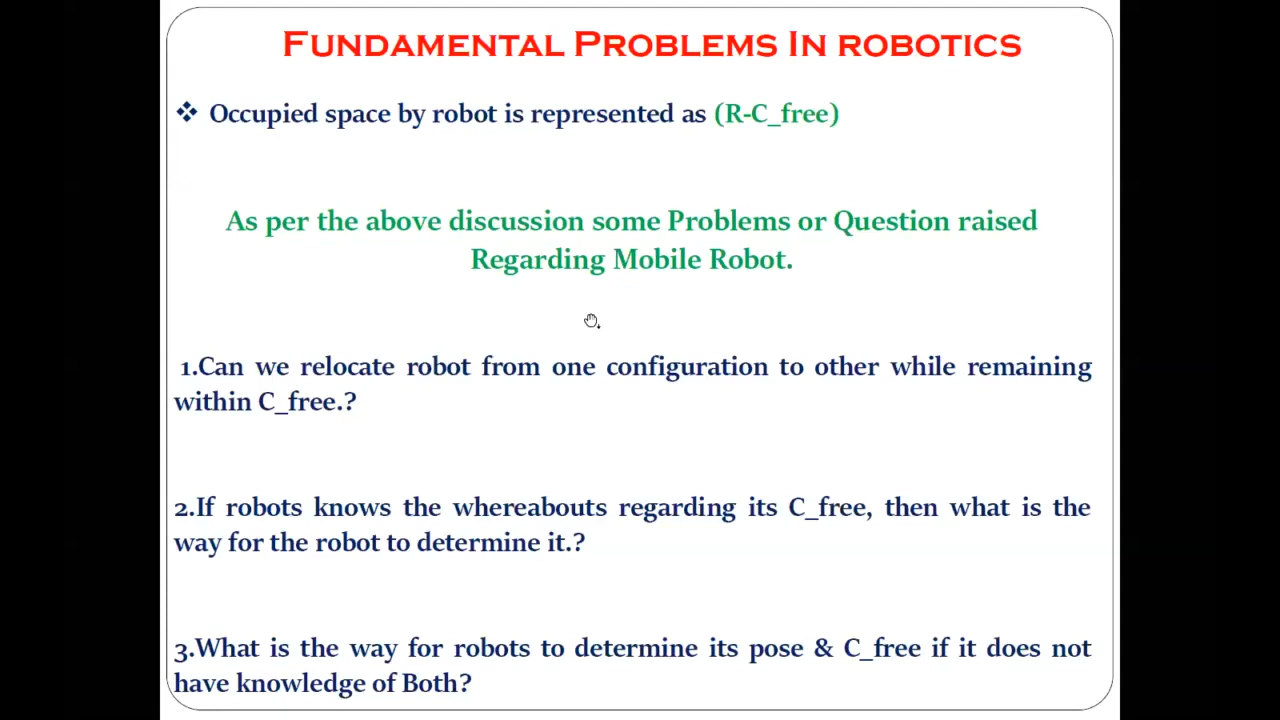 FUNDAMENTAL PROBLEMS IN ROBOTICS
❖ Occupied space by robot is represented as (R-C_free)
As per the above discussion some Problems or Question raised
Regarding Mobile Robot.
1.Can we relocate robot from one configuration to other while remaining
within C_free.?
2.If robots knows the whereabouts regarding its C_free, then what is the
way for the robot to determine it.?
3.What is the way for robots to determine its pose & C_free if it does not
have knowledge of Both?